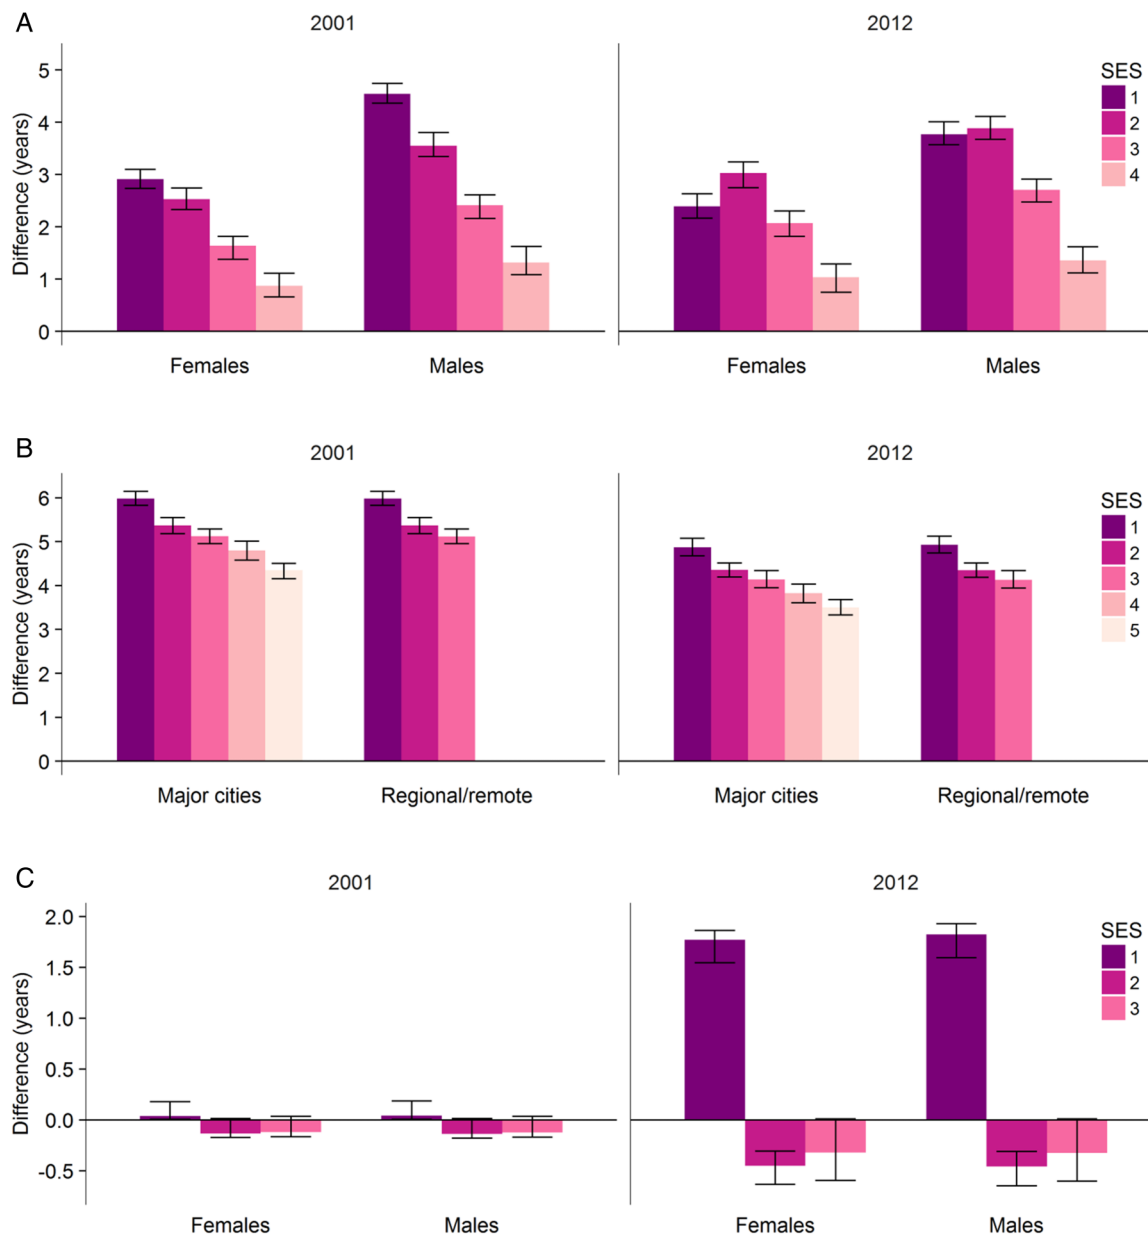 A
2001
2012
Difference (years)
5
4
3
2
1
0
Females
Males
Females
Males
SES
1
2
3
4
B
2001
2012
Difference (years)
6
5
4
3
2
1
0
Major cities
Regional/remote
Major cities
Regional/remote
SES
1
2
3
4
5
C
2001
2012
Difference (years)
2.0
1.5
1.0
0.5
0.0
-0.5
Females
Males
Females
Males
SES
1
2
3